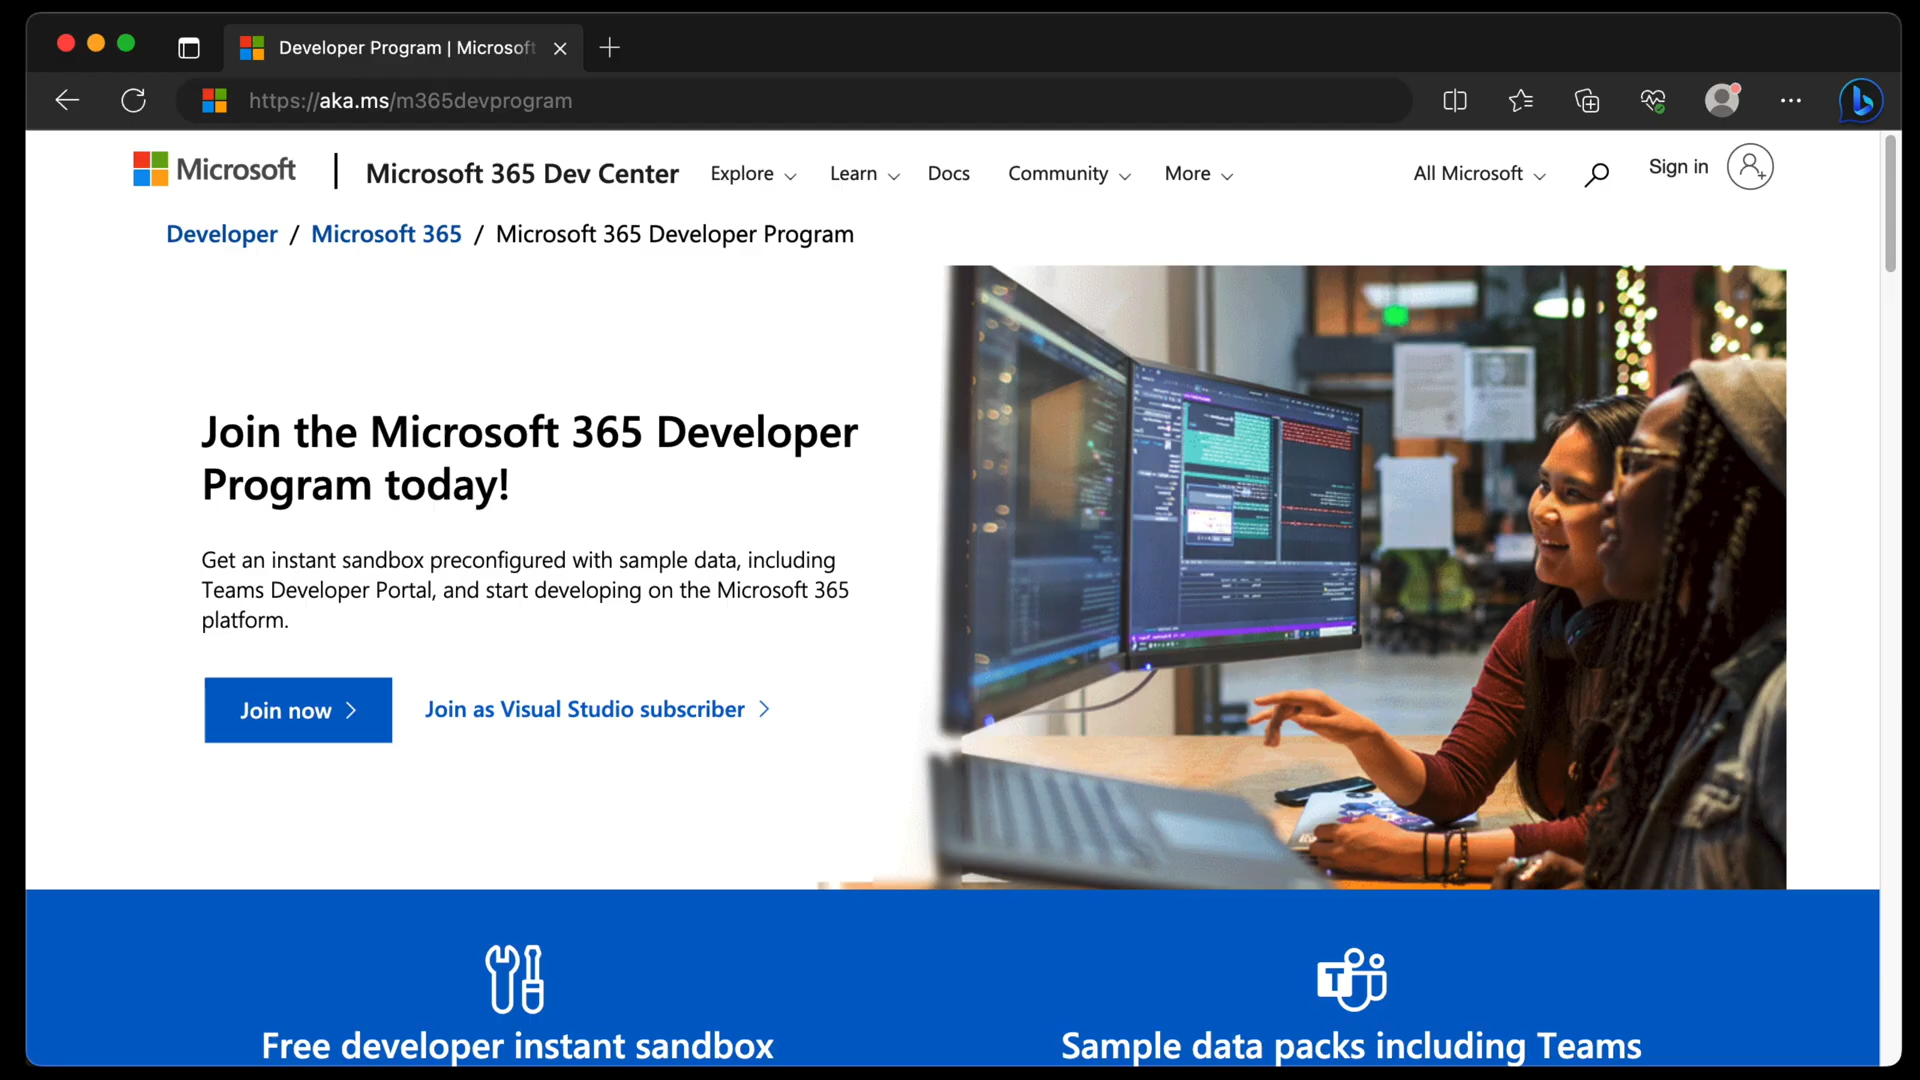 Developer Program | Microsoft
https://aka.ms/m365devprogram
Microsoft
Microsoft 365 Dev Center
Explore
Learn
Docs
Community
More
All Microsoft
Sign in
Developer / Microsoft 365 / Microsoft 365 Developer Program
Join the Microsoft 365 Developer
Program today!
Get an instant sandbox preconfigured with sample data, including
Teams Developer Portal, and start developing on the Microsoft 365
platform.
Join now
Join as Visual Studio subscriber
Free developer instant sandbox
Sample data packs including Teams